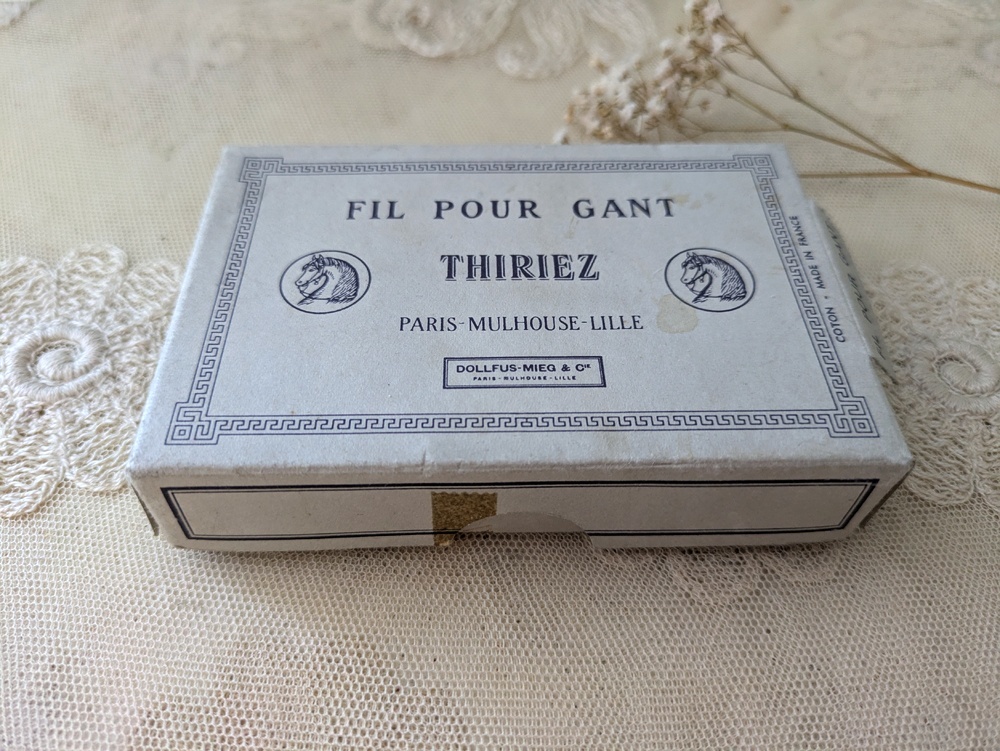 FIL POUR GANT
THIRIEZ
PARIS-MULHOUSE-LILLE
DOLLFUS-MIEG & Cie
PARIS-MULHOUSE-LILLE
COTON • MADE IN FRANCE